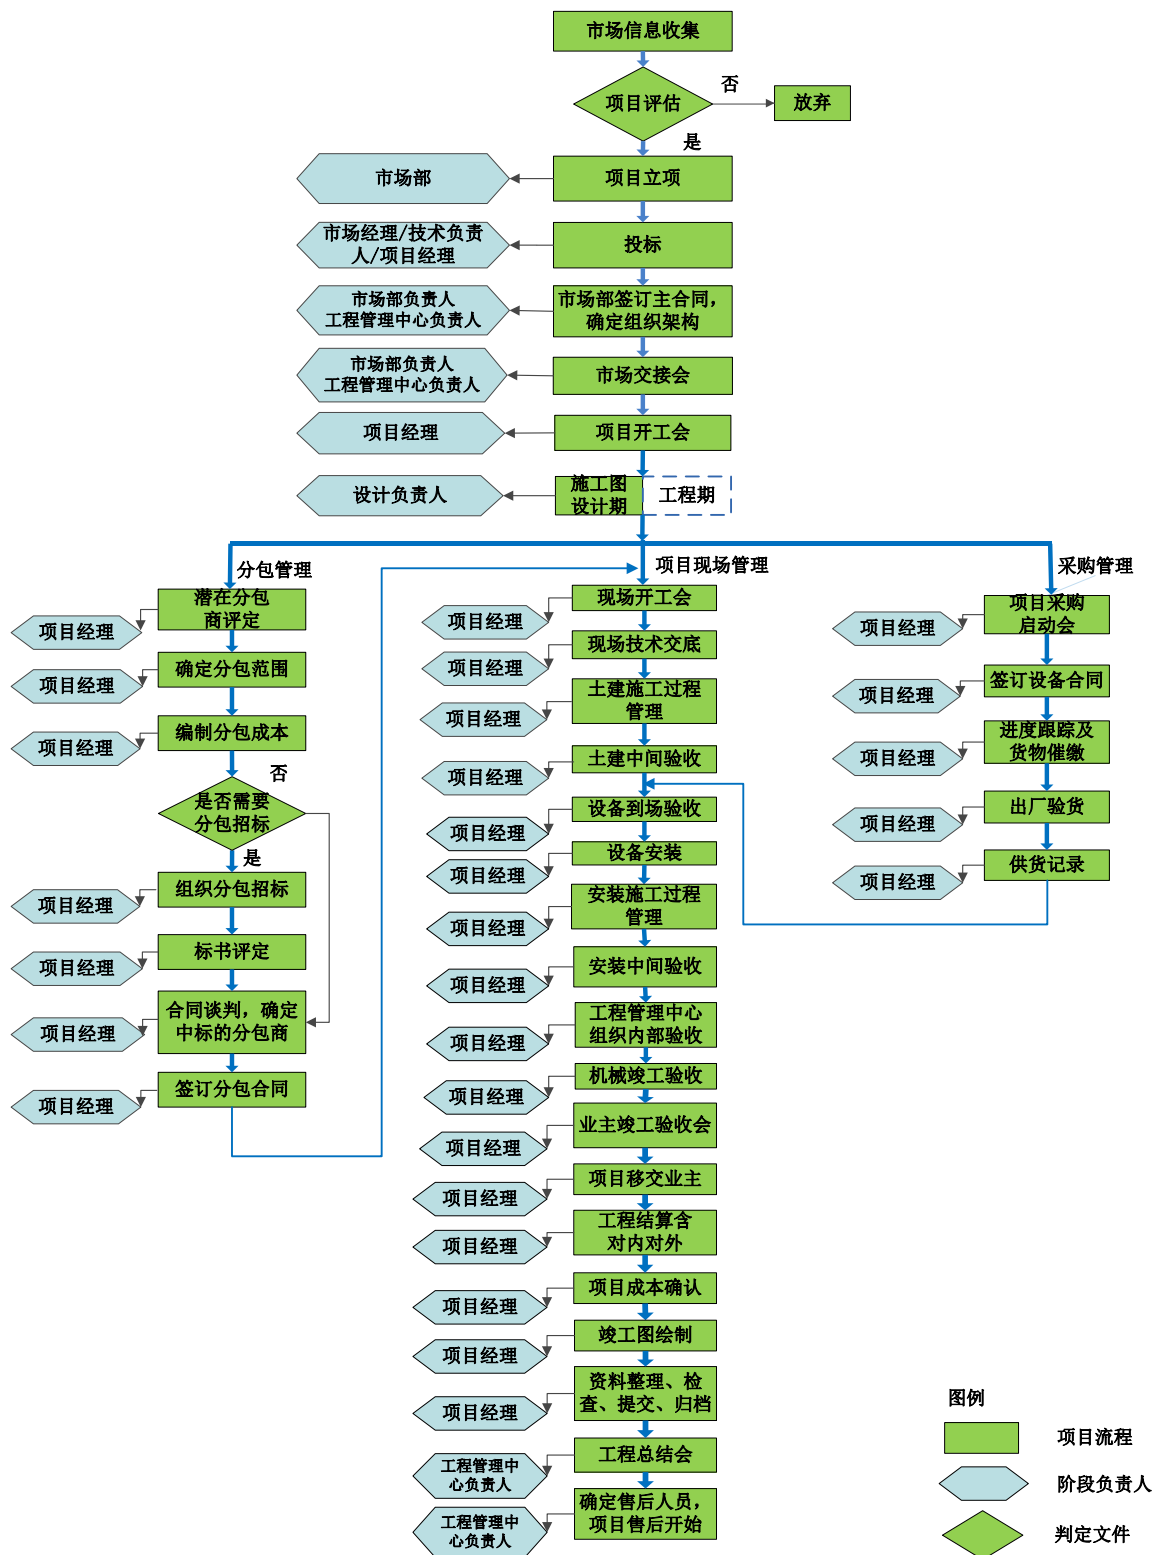 市场信息收集
项目评估
否
放弃
是
市场部
项目立项
市场经理/技术负责
人/项目经理
投标
市场部负责人
工程管理中心负责人
市场部签订主合同，
确定组织架构
市场部负责人
工程管理中心负责人
市场交接会
项目经理
项目开工会
设计负责人
施工图
设计期
工程期
分包管理
潜在分包
商评定
项目经理
确定分包范围
项目经理
编制分包成本
项目经理
否
是否需要
分包招标
是
组织分包招标
项目经理
标书评定
项目经理
合同谈判，确定
中标的分包商
项目经理
签订分包合同
项目经理
项目现场管理
现场开工会
项目经理
现场技术交底
项目经理
土建施工过程
管理
项目经理
土建中间验收
项目经理
设备到场验收
项目经理
设备安装
项目经理
安装施工过程
管理
项目经理
安装中间验收
项目经理
工程管理中心
组织内部验收
项目经理
机械竣工验收
项目经理
业主竣工验收会
项目经理
项目移交业主
项目经理
工程结算含
对内对外
项目经理
项目成本确认
项目经理
竣工图绘制
项目经理
资料整理、检
查、提交、归档
项目经理
工程总结会
工程管理中
心负责人
确定售后人员，
项目售后开始
工程管理中
心负责人
采购管理
项目采购
启动会
项目经理
签订设备合同
项目经理
进度跟踪及
货物催缴
项目经理
出厂验货
项目经理
供货记录
项目经理
图例
项目流程
阶段负责人
判定文件